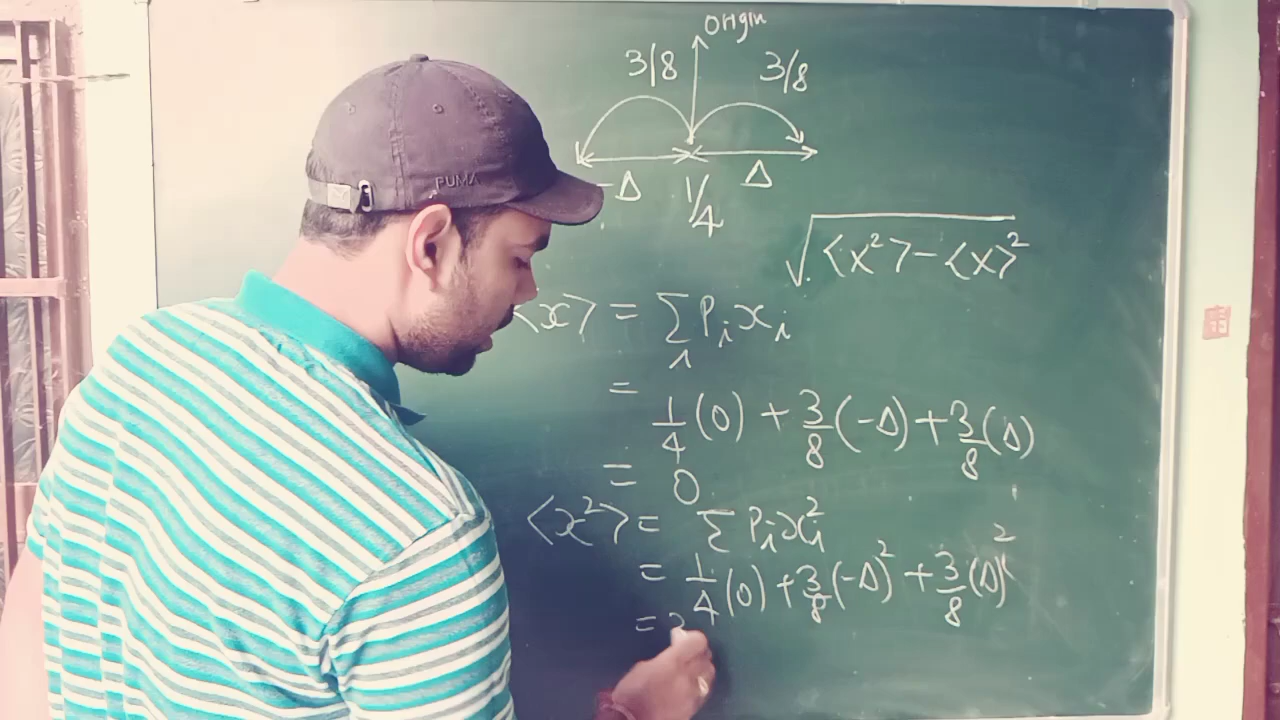 Origin
3/8 3/8
-Δ 1/4 Δ
√(<x²> - <x>²)
<x> = ∑ᵢ Pᵢxᵢ
= 1/4(0) + 3/8(-Δ) + 3/8(Δ)
= 0
<x²> = ∑ Pᵢxᵢ²
= 1/4(0) + 3/8(-Δ)² + 3/8(Δ)²
=
PUMA